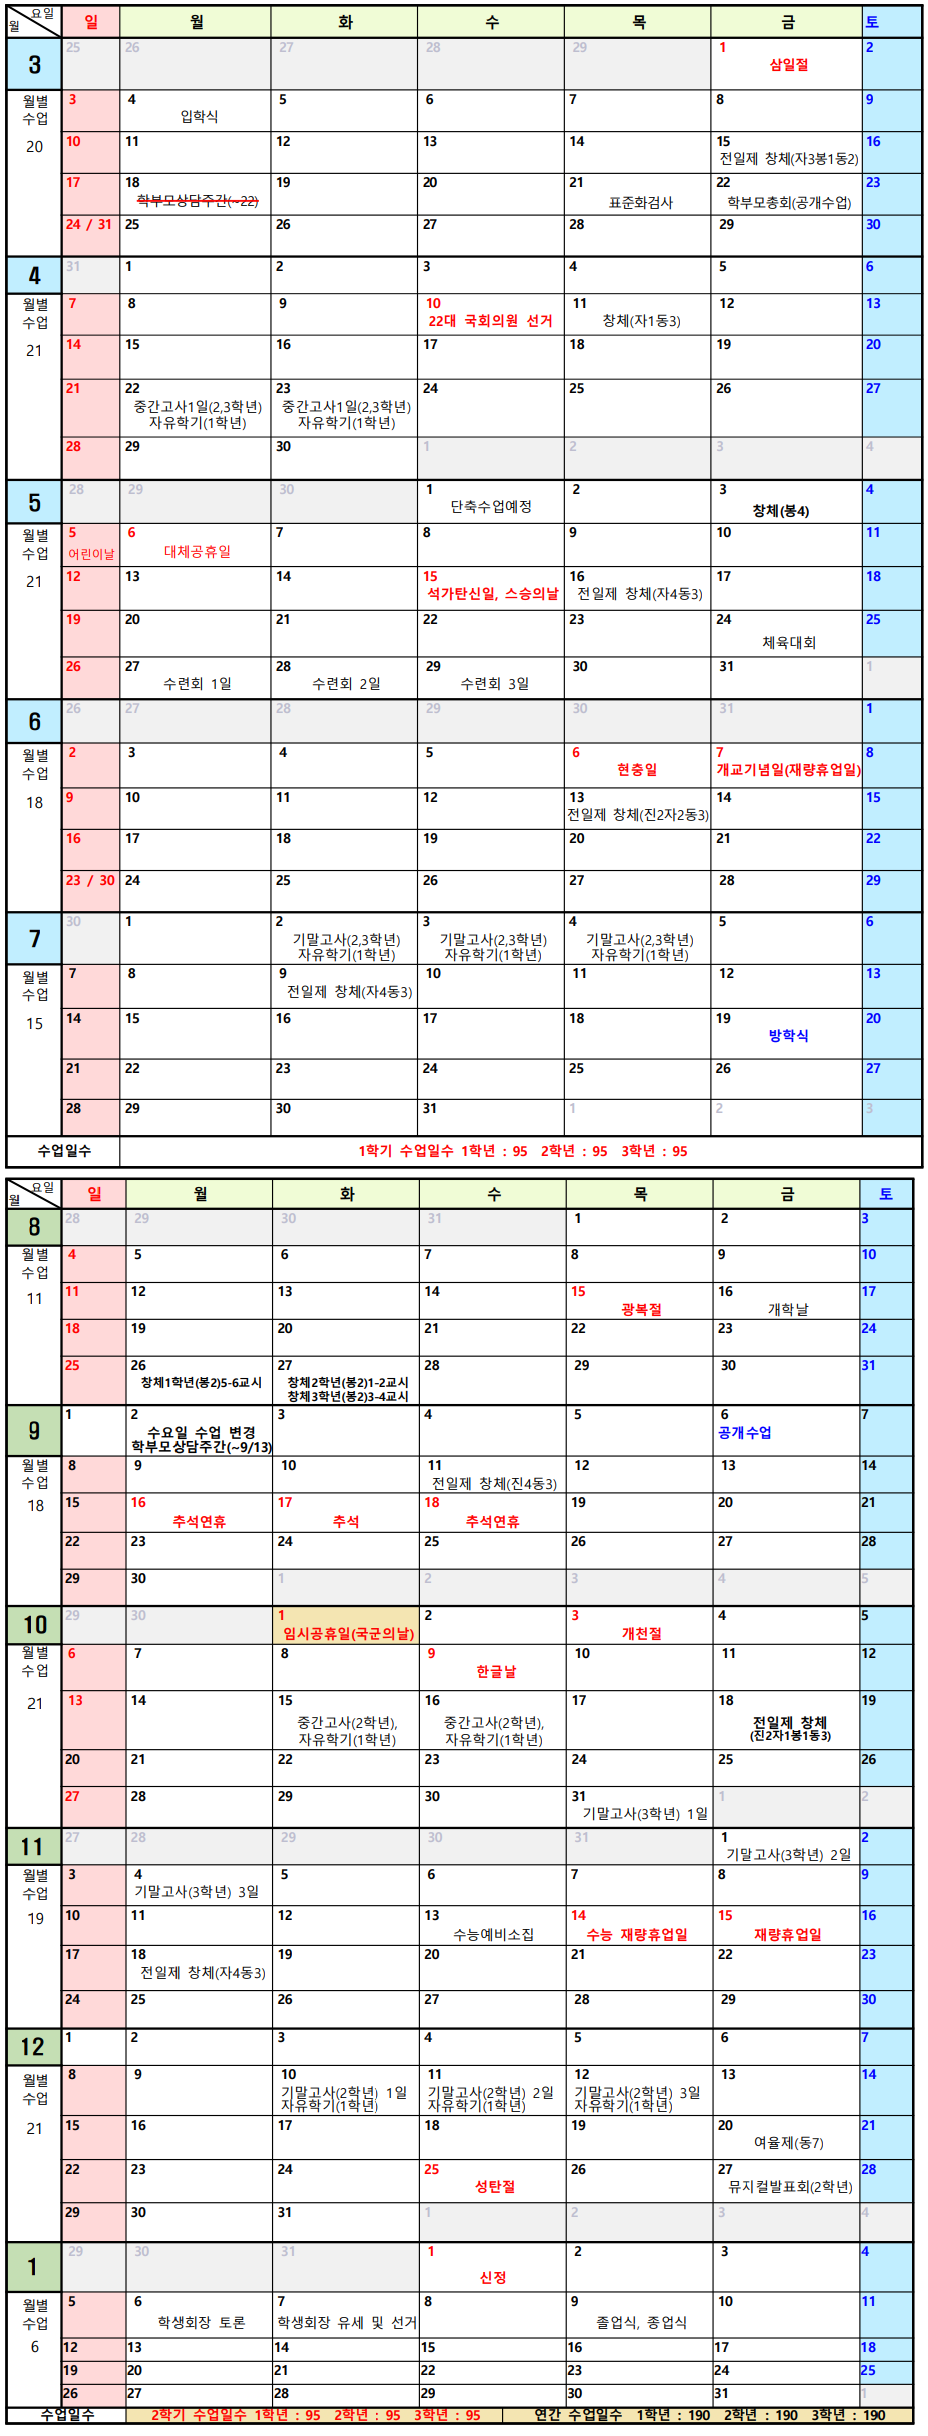 요일
월 일 월 화 수 목 금 토
3 25 26 27 28 29 1 2
삼일절
월별 3 4 5 6 7 8 9
수업 입학식
20 10 11 12 13 14 15 16
전일제 창체(자3봉1동2)
17 18 19 20 21 22 23
학부모상담주간(~22) 표준화검사 학부모총회(공개수업)
24 / 31 25 26 27 28 29 30
4 31 1 2 3 4 5 6
월별 7 8 9 10 11 12 13
수업 22대 국회의원 선거 창체(자1동3)
21 14 15 16 17 18 19 20
21 22 23 24 25 26 27
중간고사1일(2,3학년) 중간고사1일(2,3학년)
자유학기(1학년) 자유학기(1학년)
28 29 30 1 2 3 4
5 28 29 30 1 2 3 4
단축수업예정 창체(봉4)
월별 5 6 7 8 9 10 11
수업 어린이날 대체공휴일
21 12 13 14 15 16 17 18
석가탄신일, 스승의날 전일제 창체(자4동3)
19 20 21 22 23 24 25
체육대회
26 27 28 29 30 31 1
수련회 1일 수련회 2일 수련회 3일
6 26 27 28 29 30 31 1
월별 2 3 4 5 6 7 8
수업 현충일 개교기념일(재량휴업일)
18 9 10 11 12 13 14 15
전일제 창체(진2자2동3)
16 17 18 19 20 21 22
23 / 30 24 25 26 27 28 29
7 30 1 2 3 4 5 6
기말고사(2,3학년) 기말고사(2,3학년) 기말고사(2,3학년)
자유학기(1학년) 자유학기(1학년) 자유학기(1학년)
월별 7 8 9 10 11 12 13
수업 전일제 창체(자4동3)
15 14 15 16 17 18 19 20
방학식
21 22 23 24 25 26 27
28 29 30 31 1 2 3
수업일수 1학기 수업일수 1학년 : 95 2학년 : 95 3학년 : 95
요일
월 일 월 화 수 목 금 토
8 28 29 30 31 1 2 3
월별 4 5 6 7 8 9 10
수업
11 11 12 13 14 15 16 17
광복절 개학날
18 19 20 21 22 23 24
25 26 27 28 29 30 31
창체1학년(봉2)5-6교시 창체2학년(봉2)1-2교시
창체3학년(봉2)3-4교시
9 1 2 3 4 5 6 7
수요일 수업 변경 공개수업
학부모상담주간(~9/13)
월별 8 9 10 11 12 13 14
수업 전일제 창체(진4동3)
18 15 16 17 18 19 20 21
추석연휴 추석 추석연휴
22 23 24 25 26 27 28
29 30 1 2 3 4 5
10 29 30 1 2 3 4 5
임시공휴일(국군의날) 개천절
월별 6 7 8 9 10 11 12
수업 한글날
21 13 14 15 16 17 18 19
중간고사(2학년), 중간고사(2학년), 전일제 창체
자유학기(1학년) 자유학기(1학년) (진2자1봉1동3)
20 21 22 23 24 25 26
27 28 29 30 31 1 2
기말고사(3학년) 1일
11 27 28 29 30 31 1 2
기말고사(3학년) 2일
월별 3 4 5 6 7 8 9
수업 기말고사(3학년) 3일
19 10 11 12 13 14 15 16
수능예비소집 수능 재량휴업일 재량휴업일
17 18 19 20 21 22 23
전일제 창체(자4동3)
24 25 26 27 28 29 30
12 1 2 3 4 5 6 7
월별 8 9 10 11 12 13 14
수업 기말고사(2학년) 1일 기말고사(2학년) 2일 기말고사(2학년) 3일
자유학기(1학년) 자유학기(1학년) 자유학기(1학년)
21 15 16 17 18 19 20 21
여율제(동7)
22 23 24 25 26 27 28
성탄절 뮤지컬발표회(2학년)
29 30 31 1 2 3 4
1 29 30 31 1 2 3 4
신정
월별 5 6 7 8 9 10 11
수업 학생회장 토론 학생회장 유세 및 선거 졸업식, 종업식
6 12 13 14 15 16 17 18
19 20 21 22 23 24 25
26 27 28 29 30 31 1
수업일수 2학기 수업일수 1학년 : 95 2학년 : 95 3학년 : 95 연간 수업일수 1학년 : 190 2학년 : 190 3학년 : 190